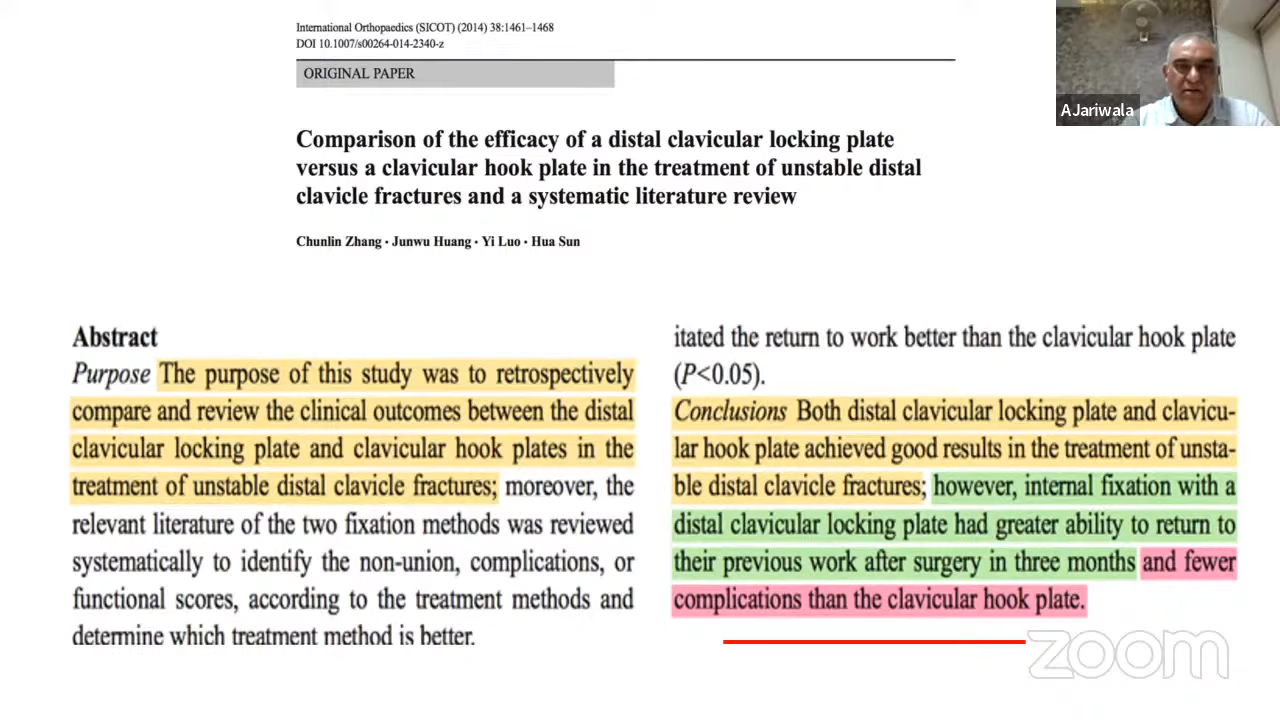 International Orthopaedics (SICOT) (2014) 38:1461–1468
DOI 10.1007/s00264-014-2340-z
ORIGINAL PAPER
Comparison of the efficacy of a distal clavicular locking plate
versus a clavicular hook plate in the treatment of unstable distal
clavicle fractures and a systematic literature review
Chunlin Zhang · Junwu Huang · Yi Luo · Hua Sun
Abstract
Purpose The purpose of this study was to retrospectively
compare and review the clinical outcomes between the distal
clavicular locking plate and clavicular hook plates in the
treatment of unstable distal clavicle fractures; moreover, the
relevant literature of the two fixation methods was reviewed
systematically to identify the non-union, complications, or
functional scores, according to the treatment methods and
determine which treatment method is better.
itated the return to work better than the clavicular hook plate
(P<0.05).
Conclusions Both distal clavicular locking plate and clavicu-
lar hook plate achieved good results in the treatment of unsta-
ble distal clavicle fractures; however, internal fixation with a
distal clavicular locking plate had greater ability to return to
their previous work after surgery in three months and fewer
complications than the clavicular hook plate.
A Jariwala
zoom